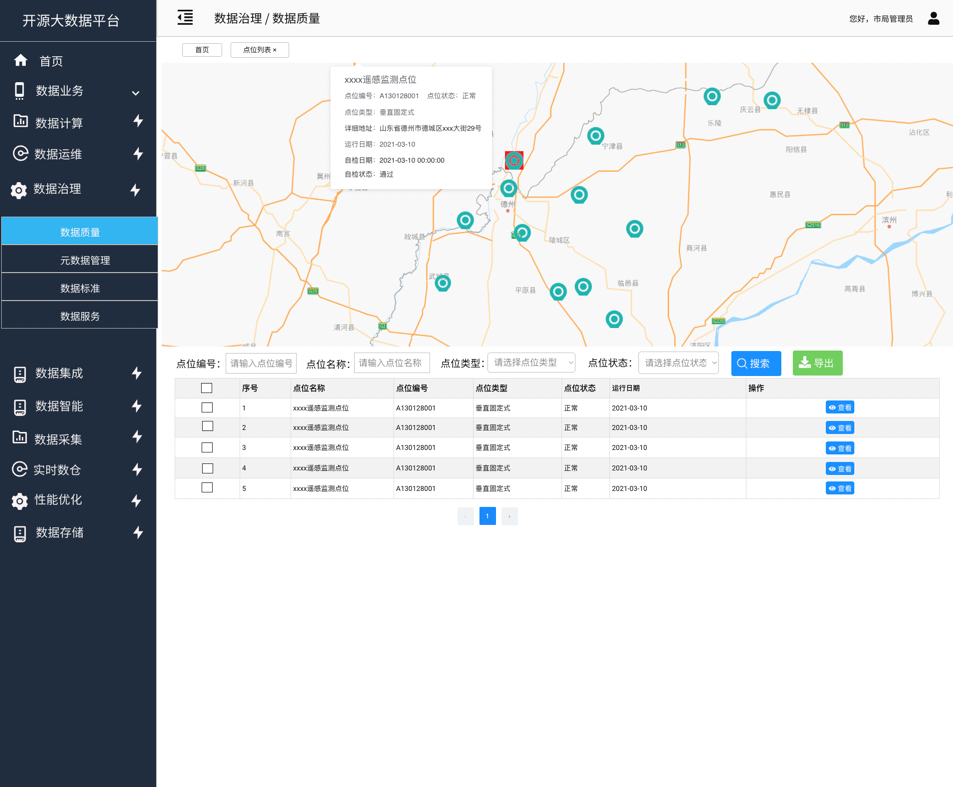 开源大数据平台
数据治理 / 数据质量
您好，市局管理员
首页
点位列表 ×
首页
数据业务
数据计算
数据运维
数据治理
数据质量
元数据管理
数据标准
数据服务
数据集成
数据智能
数据采集
实时数仓
性能优化
数据存储
xxxx遥感监测点位
点位编号：A130128001 点位状态：正常
点位类型：垂直固定式
详细地址：山东省德州市德城区xxx大街29号
运行日期：2021-03-10
自检日期：2021-03-10 00:00:00
自检状态：通过
庆云县
无棣县
乐陵
沾化区
宁津县
阳信县
新河县
惠民县
德州
滨州
南宫
故城县
陵城区
商河县
武城县
平原县
临邑县
高青县
博兴县
清河县
点位编号： 请输入点位编号 点位名称： 请输入点位名称 点位类型： 请选择点位类型 点位状态： 请选择点位状态 搜索 导出
序号 点位名称 点位编号 点位类型 点位状态 运行日期 操作
1 xxxx遥感监测点位 A130128001 垂直固定式 正常 2021-03-10 查看
2 xxxx遥感监测点位 A130128001 垂直固定式 正常 2021-03-10 查看
3 xxxx遥感监测点位 A130128001 垂直固定式 正常 2021-03-10 查看
4 xxxx遥感监测点位 A130128001 垂直固定式 正常 2021-03-10 查看
5 xxxx遥感监测点位 A130128001 垂直固定式 正常 2021-03-10 查看
1